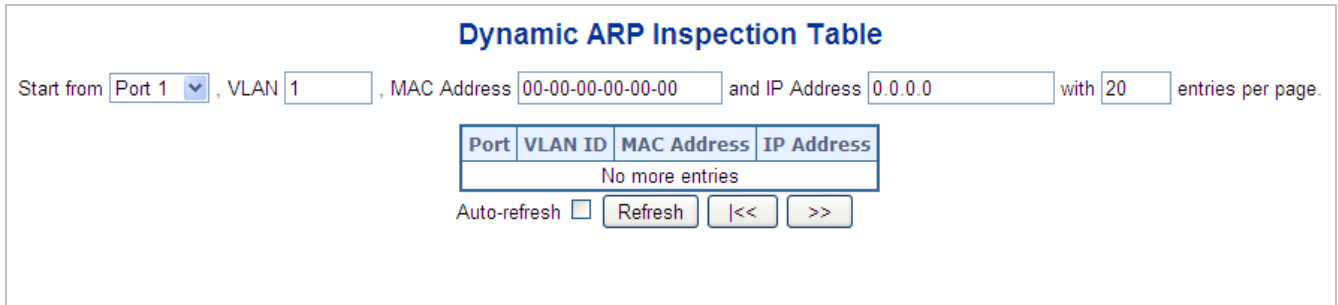 Dynamic ARP Inspection Table
Start from Port 1 , VLAN 1 , MAC Address 00-00-00-00-00-00 and IP Address 0.0.0.0 with 20 entries per page.
Port VLAN ID MAC Address IP Address
No more entries
Auto-refresh Refresh |<< >>